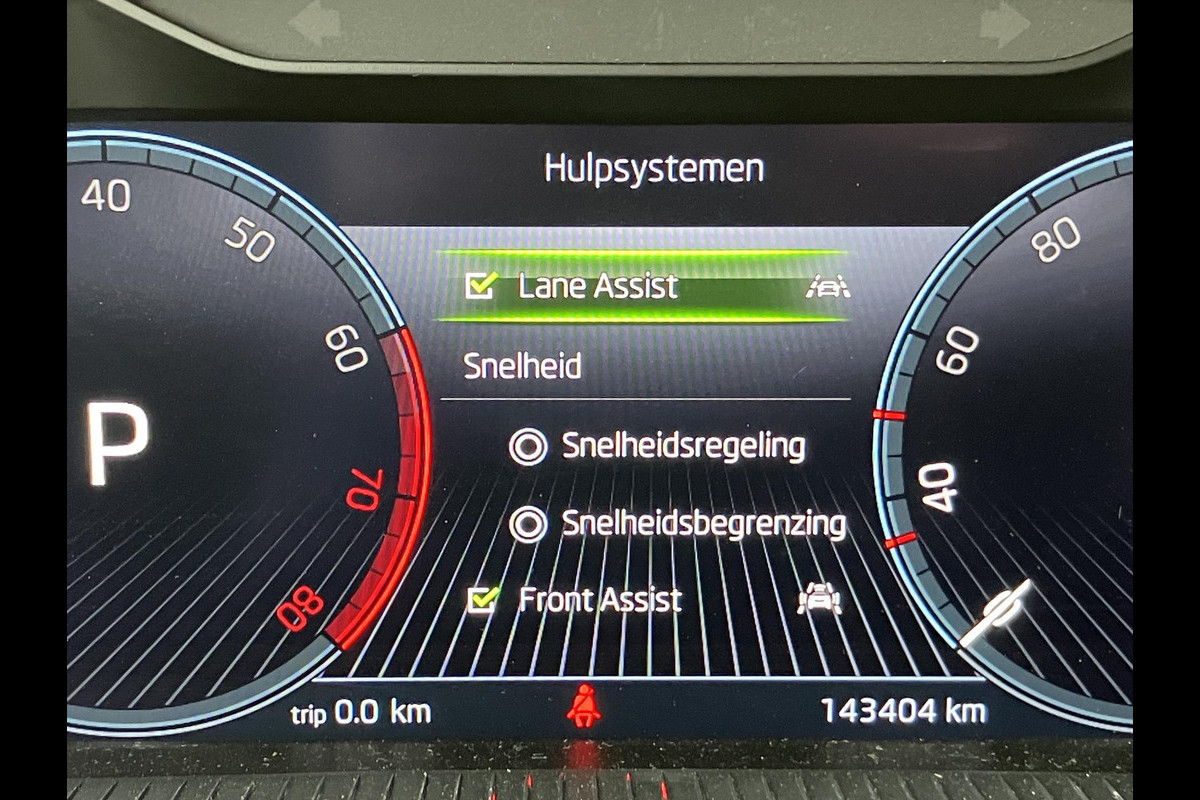 Hulpsystemen
40
50
60
70
80
P
Lane Assist
Snelheid
Snelheidsregeling
Snelheidsbegrenzing
Front Assist
80
60
40
trip 0.0 km
143404 km